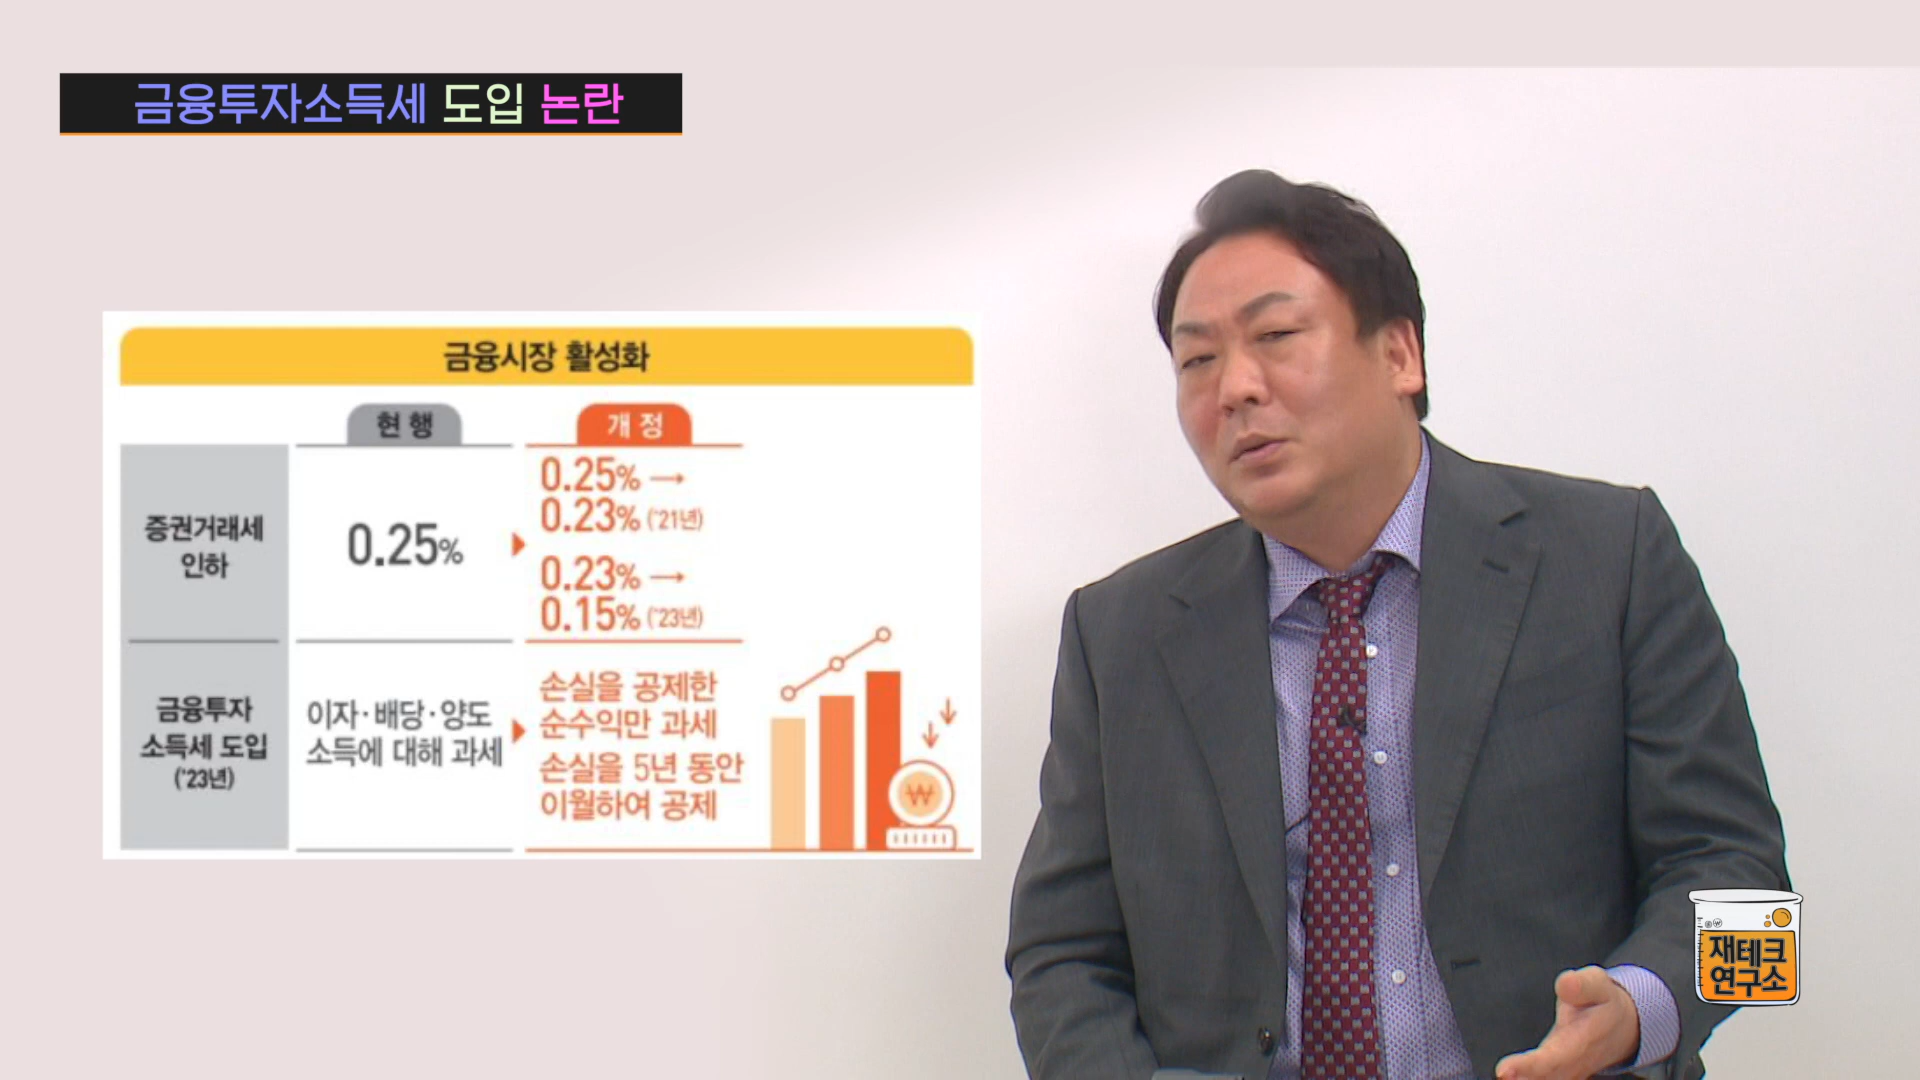 금융투자소득세 도입 논란
금융시장 활성화
현행
개정
증권거래세
인하
0.25%
0.25% →
0.23% ('21년)
0.23% →
0.15% ('23년)
금융투자
소득세 도입
('23년)
이자·배당·양도
소득에 대해 과세
손실을 공제한
순수익만 과세
손실을 5년 동안
이월하여 공제
₩
재테크
연구소